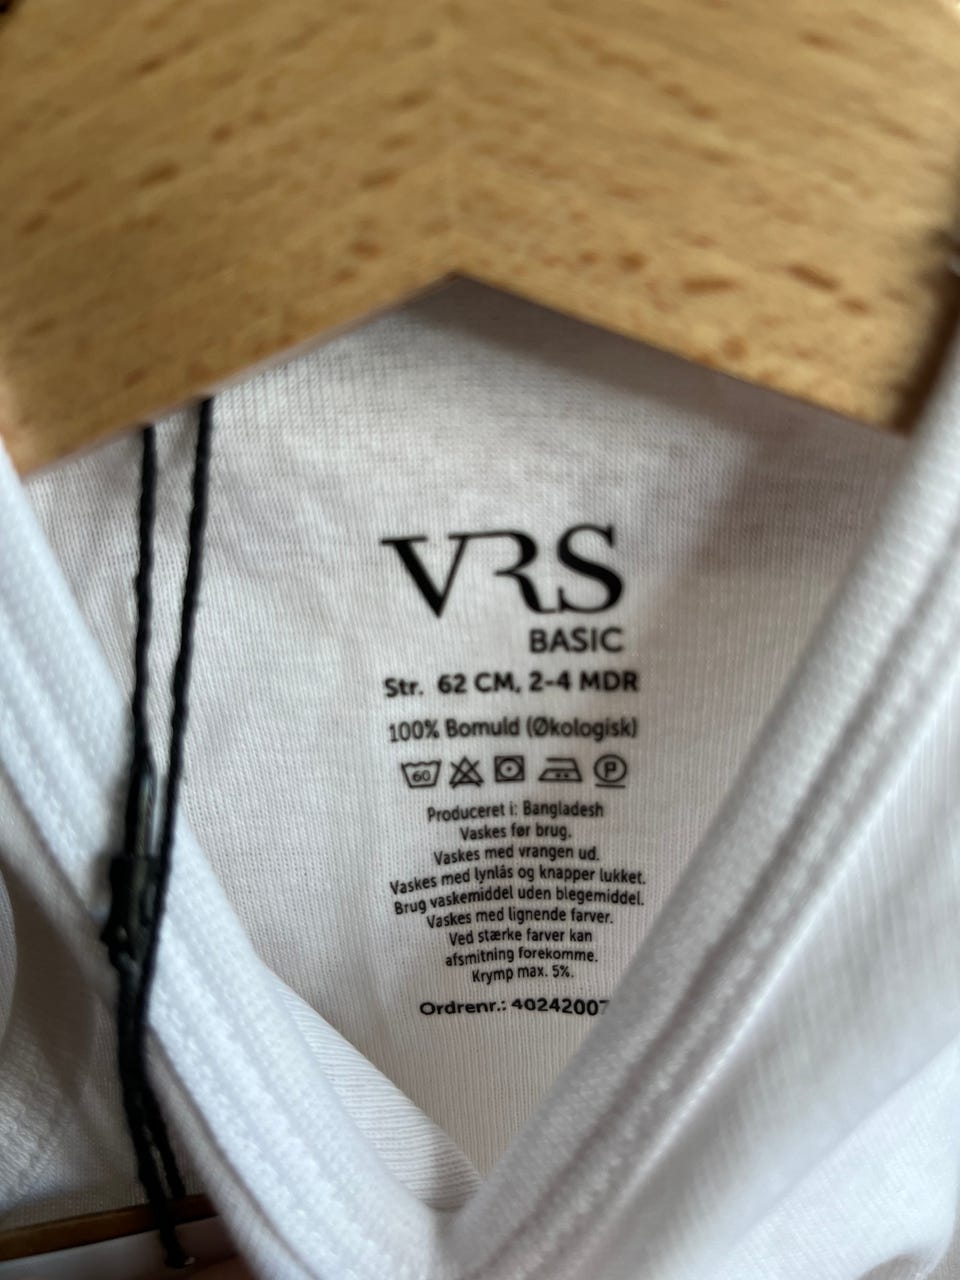 VRS
BASIC
Str. 62 CM, 2-4 MDR
100% Bomuld (Økologisk)
60 P
Produceret i: Bangladesh
Vaskes før brug.
Vaskes med vrangen ud.
Vaskes med lynlås og knapper lukket.
Brug vaskemiddel uden blegemiddel.
Vaskes med lignende farver.
Ved stærke farver kan
afsmitning forekomme.
Krymp max. 5%.
Ordrenr.: 40242007